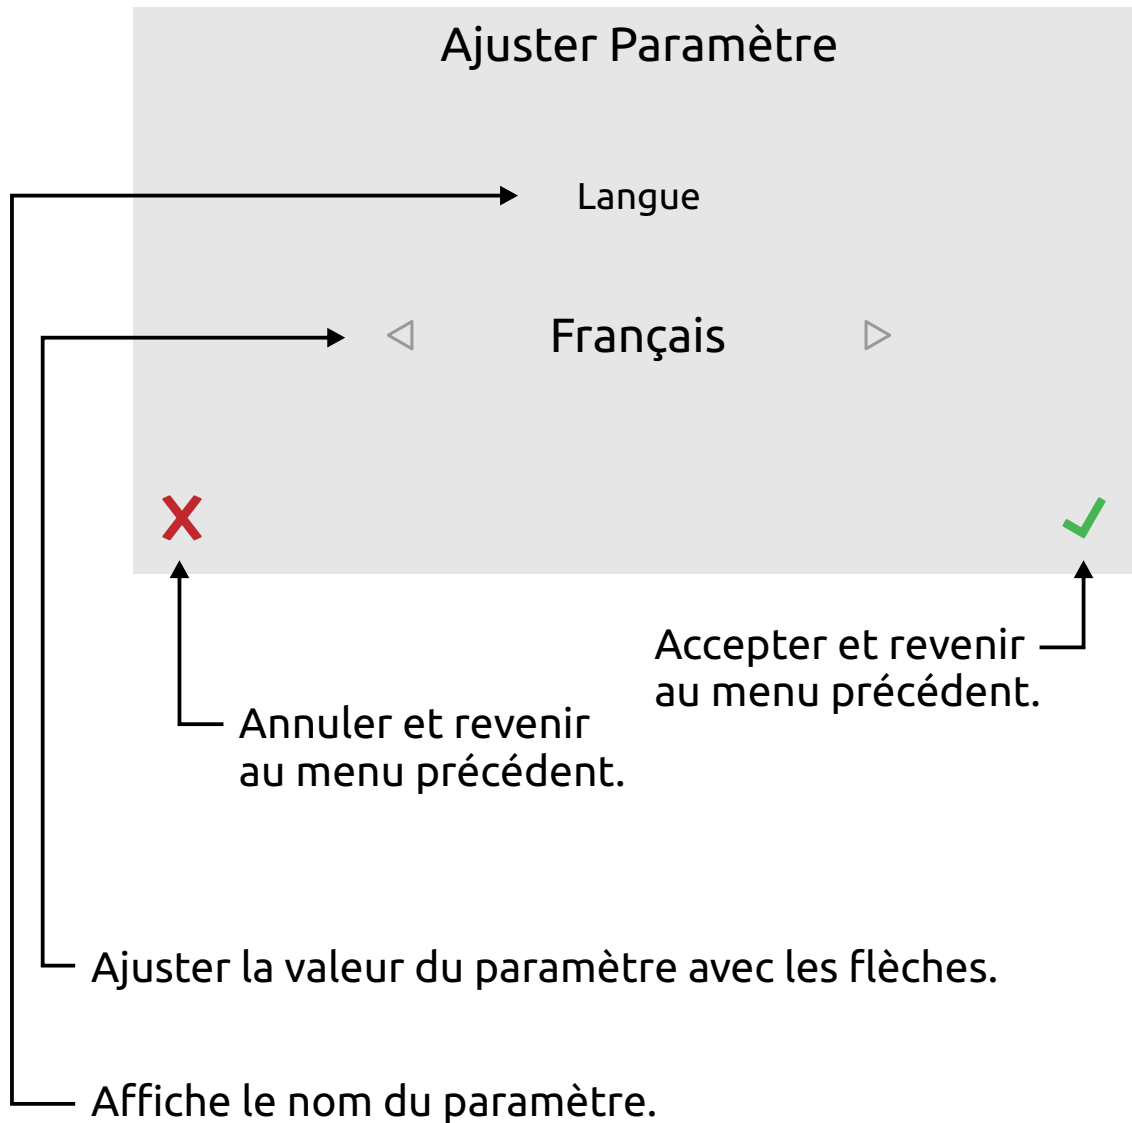 Ajuster Paramètre
Langue
Français
Accepter et revenir
au menu précédent.
Annuler et revenir
au menu précédent.
Ajuster la valeur du paramètre avec les flèches.
Affiche le nom du paramètre.